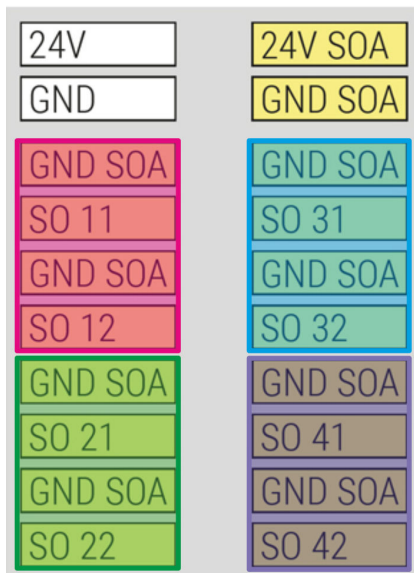 24V
GND
GND SOA
SO 11
GND SOA
SO 12
GND SOA
SO 21
GND SOA
SO 22
24V SOA
GND SOA
GND SOA
SO 31
GND SOA
SO 32
GND SOA
SO 41
GND SOA
SO 42